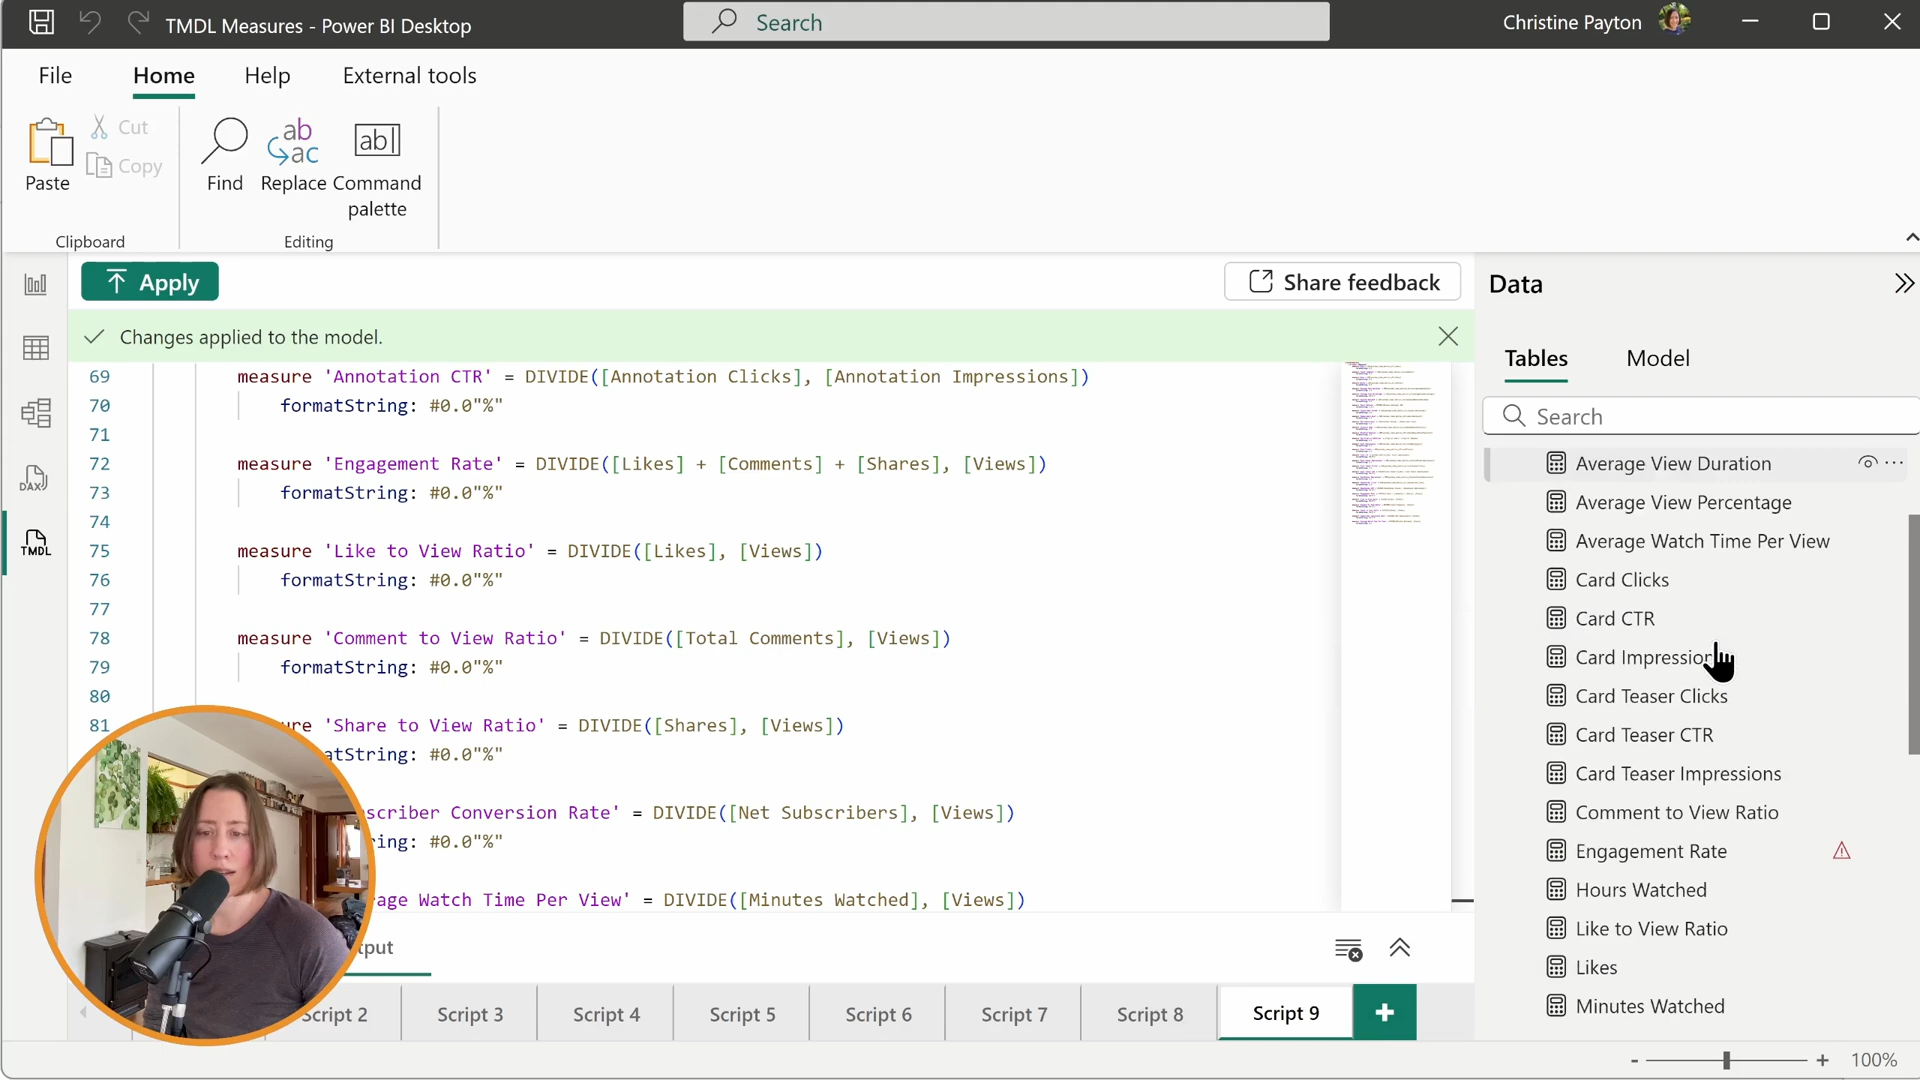 TMDL Measures - Power BI Desktop
Search
Christine Payton
File
Home
Help
External tools
Paste
Cut
Copy
Find
Replace
Command
palette
Clipboard
Editing
Apply
Share feedback
Changes applied to the model.
69 measure 'Annotation CTR' = DIVIDE([Annotation Clicks], [Annotation Impressions])
70 formatString: #0.0"%"
71
72 measure 'Engagement Rate' = DIVIDE([Likes] + [Comments] + [Shares], [Views])
73 formatString: #0.0"%"
74
75 measure 'Like to View Ratio' = DIVIDE([Likes], [Views])
76 formatString: #0.0"%"
77
78 measure 'Comment to View Ratio' = DIVIDE([Total Comments], [Views])
79 formatString: #0.0"%"
80
81 ure 'Share to View Ratio' = DIVIDE([Shares], [Views])
atString: #0.0"%"
scriber Conversion Rate' = DIVIDE([Net Subscribers], [Views])
ring: #0.0"%"
rage Watch Time Per View' = DIVIDE([Minutes Watched], [Views])
tput
Script 2
Script 3
Script 4
Script 5
Script 6
Script 7
Script 8
Script 9
Data
Tables
Model
Search
Average View Duration
Average View Percentage
Average Watch Time Per View
Card Clicks
Card CTR
Card Impression
Card Teaser Clicks
Card Teaser CTR
Card Teaser Impressions
Comment to View Ratio
Engagement Rate
Hours Watched
Like to View Ratio
Likes
Minutes Watched
DAX
TMDL
ab
ac
ab
- + 100%